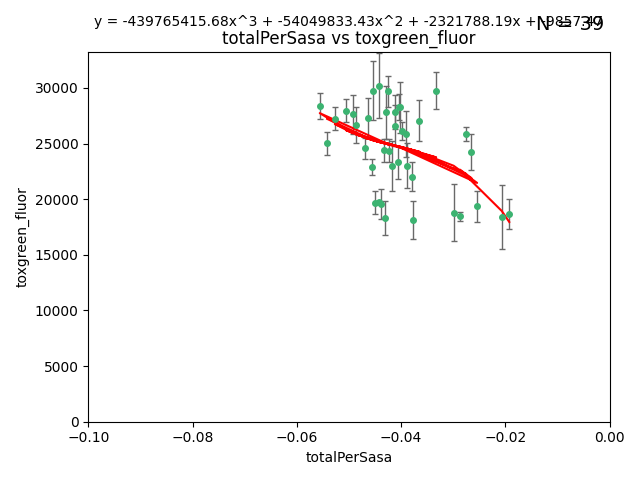 y = -439765415.68x^3 + -54049833.43x^2 + -2321788.19x +
N = 39
totalPerSasa vs toxgreen_fluor
30000
25000
20000
15000
10000
5000
0
toxgreen_fluor
−0.10
−0.08
−0.06
−0.04
−0.02
0.00
totalPerSasa